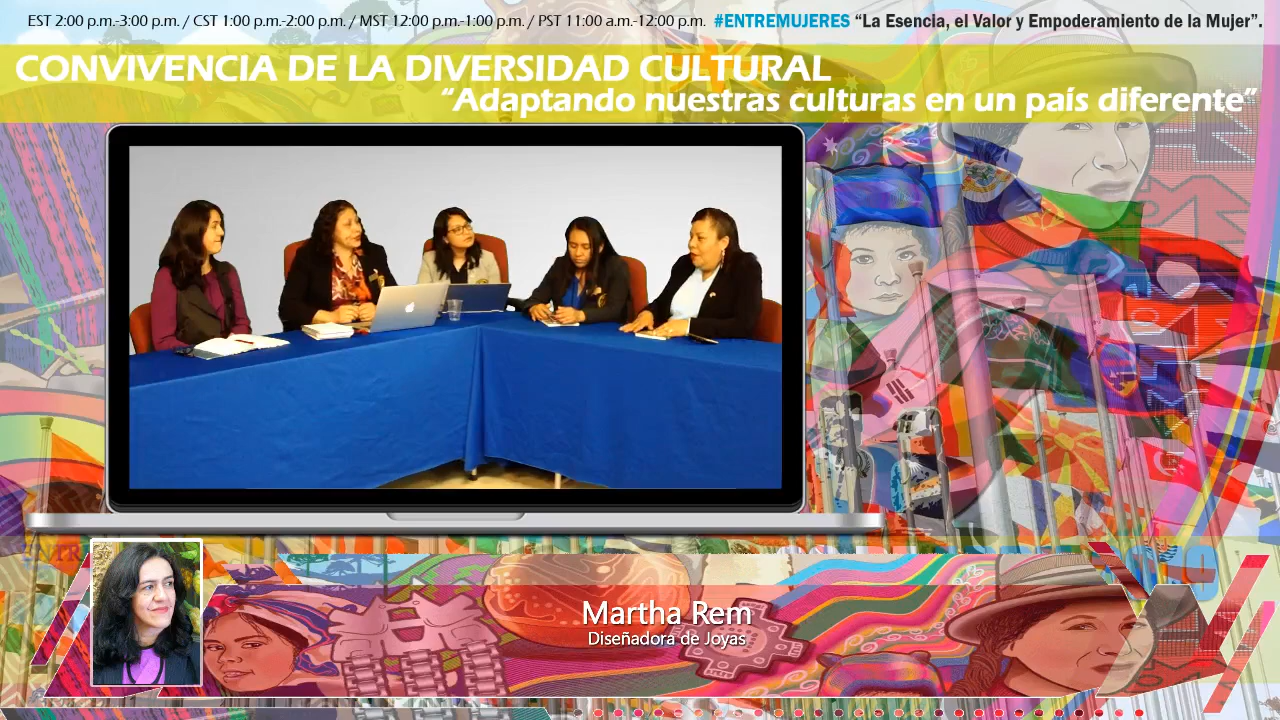 EST 2:00 p.m.-3:00 p.m. / CST 1:00 p.m.-2:00 p.m. / MST 12:00 p.m.-1:00 p.m. / PST 11:00 a.m.-12:00 p.m. #ENTREMUJERES “La Esencia, el Valor y Empoderamiento de la Mujer”.
CONVIVENCIA DE LA DIVERSIDAD CULTURAL
“Adaptando nuestras culturas en un país diferente”
Martha Rem
Diseñadora de Joyas